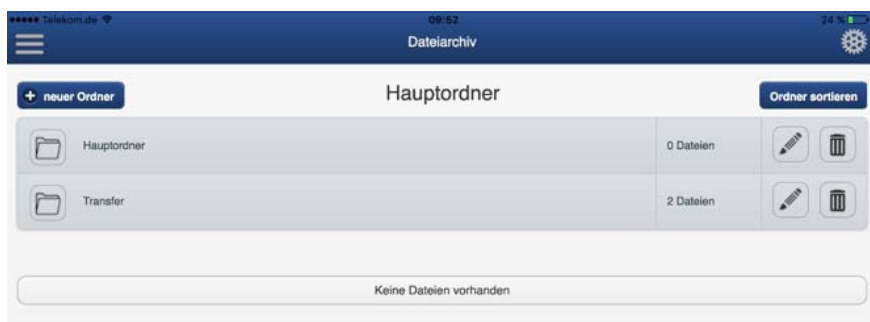 Telekom.de 09:52 24 %
Dateiarchiv
neuer Ordner Hauptordner Ordner sortieren
Hauptordner 0 Dateien
Transfer 2 Dateien
Keine Dateien vorhanden